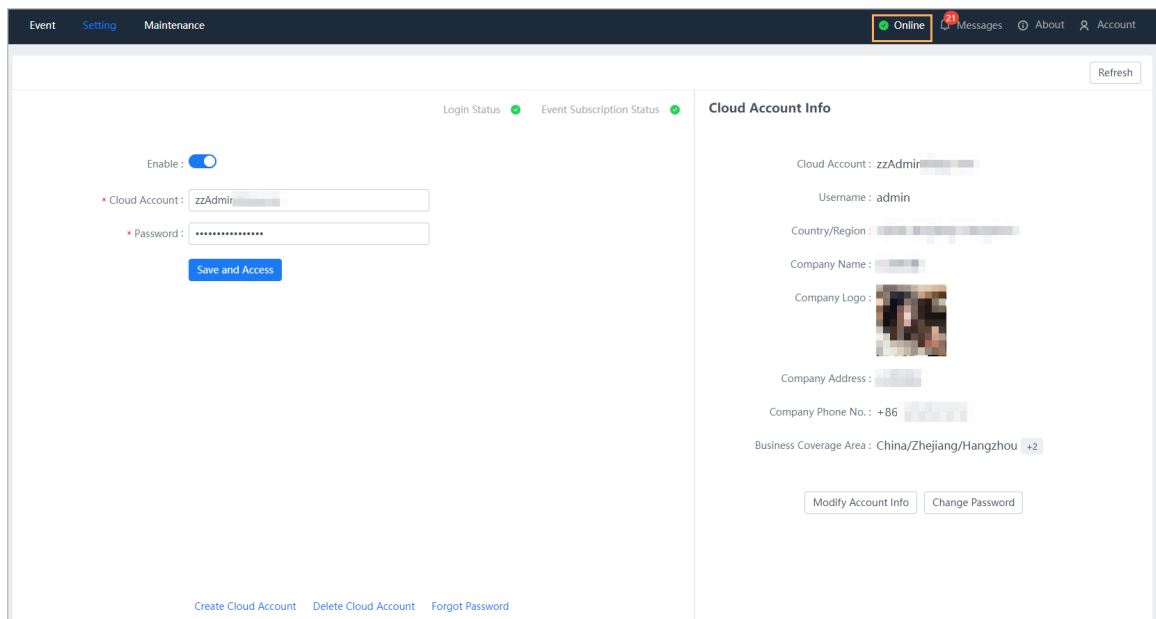 Event Setting Maintenance Online 21 Messages About Account
Refresh
Login Status Event Subscription Status
Enable :
* Cloud Account : zzAdmin
* Password : ••••••••••••••••
Save and Access
Create Cloud Account Delete Cloud Account Forgot Password
Cloud Account Info
Cloud Account : zzAdmin
Username : admin
Country/Region :
Company Name :
Company Logo :
Company Address :
Company Phone No. : +86
Business Coverage Area : China/Zhejiang/Hangzhou +2
Modify Account Info Change Password